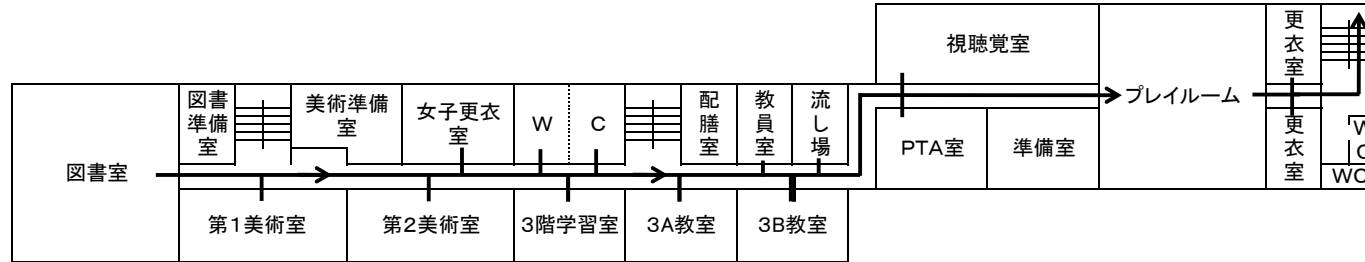 視聴覚室
更衣室
プレイルーム
図書準備室
美術準備室
女子更衣室
W
C
配膳室
教員室
流し場
図書室
PTA室
準備室
更衣室
W
C
WC
第1美術室
第2美術室
3階学習室
3A教室
3B教室